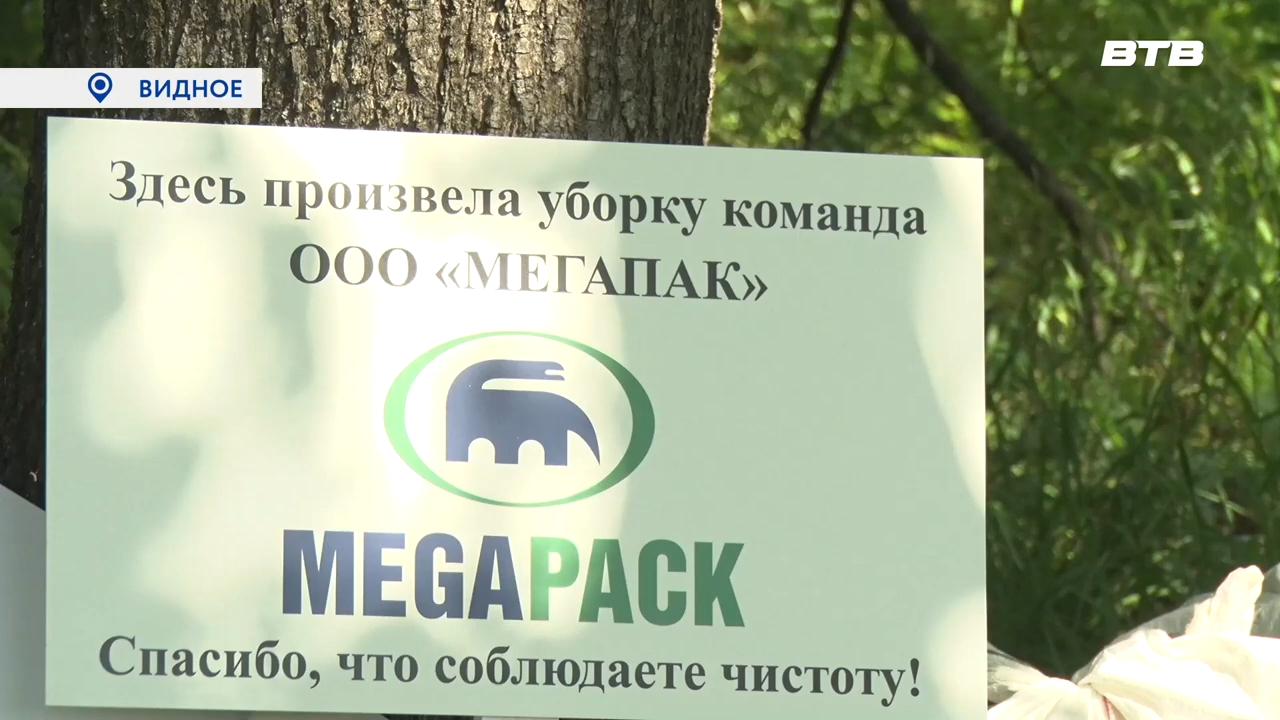 ВТВ
ВИДНОЕ
Здесь произвела уборку команда
ООО «МЕГАПАК»
MEGAPACK
Спасибо, что соблюдаете чистоту!